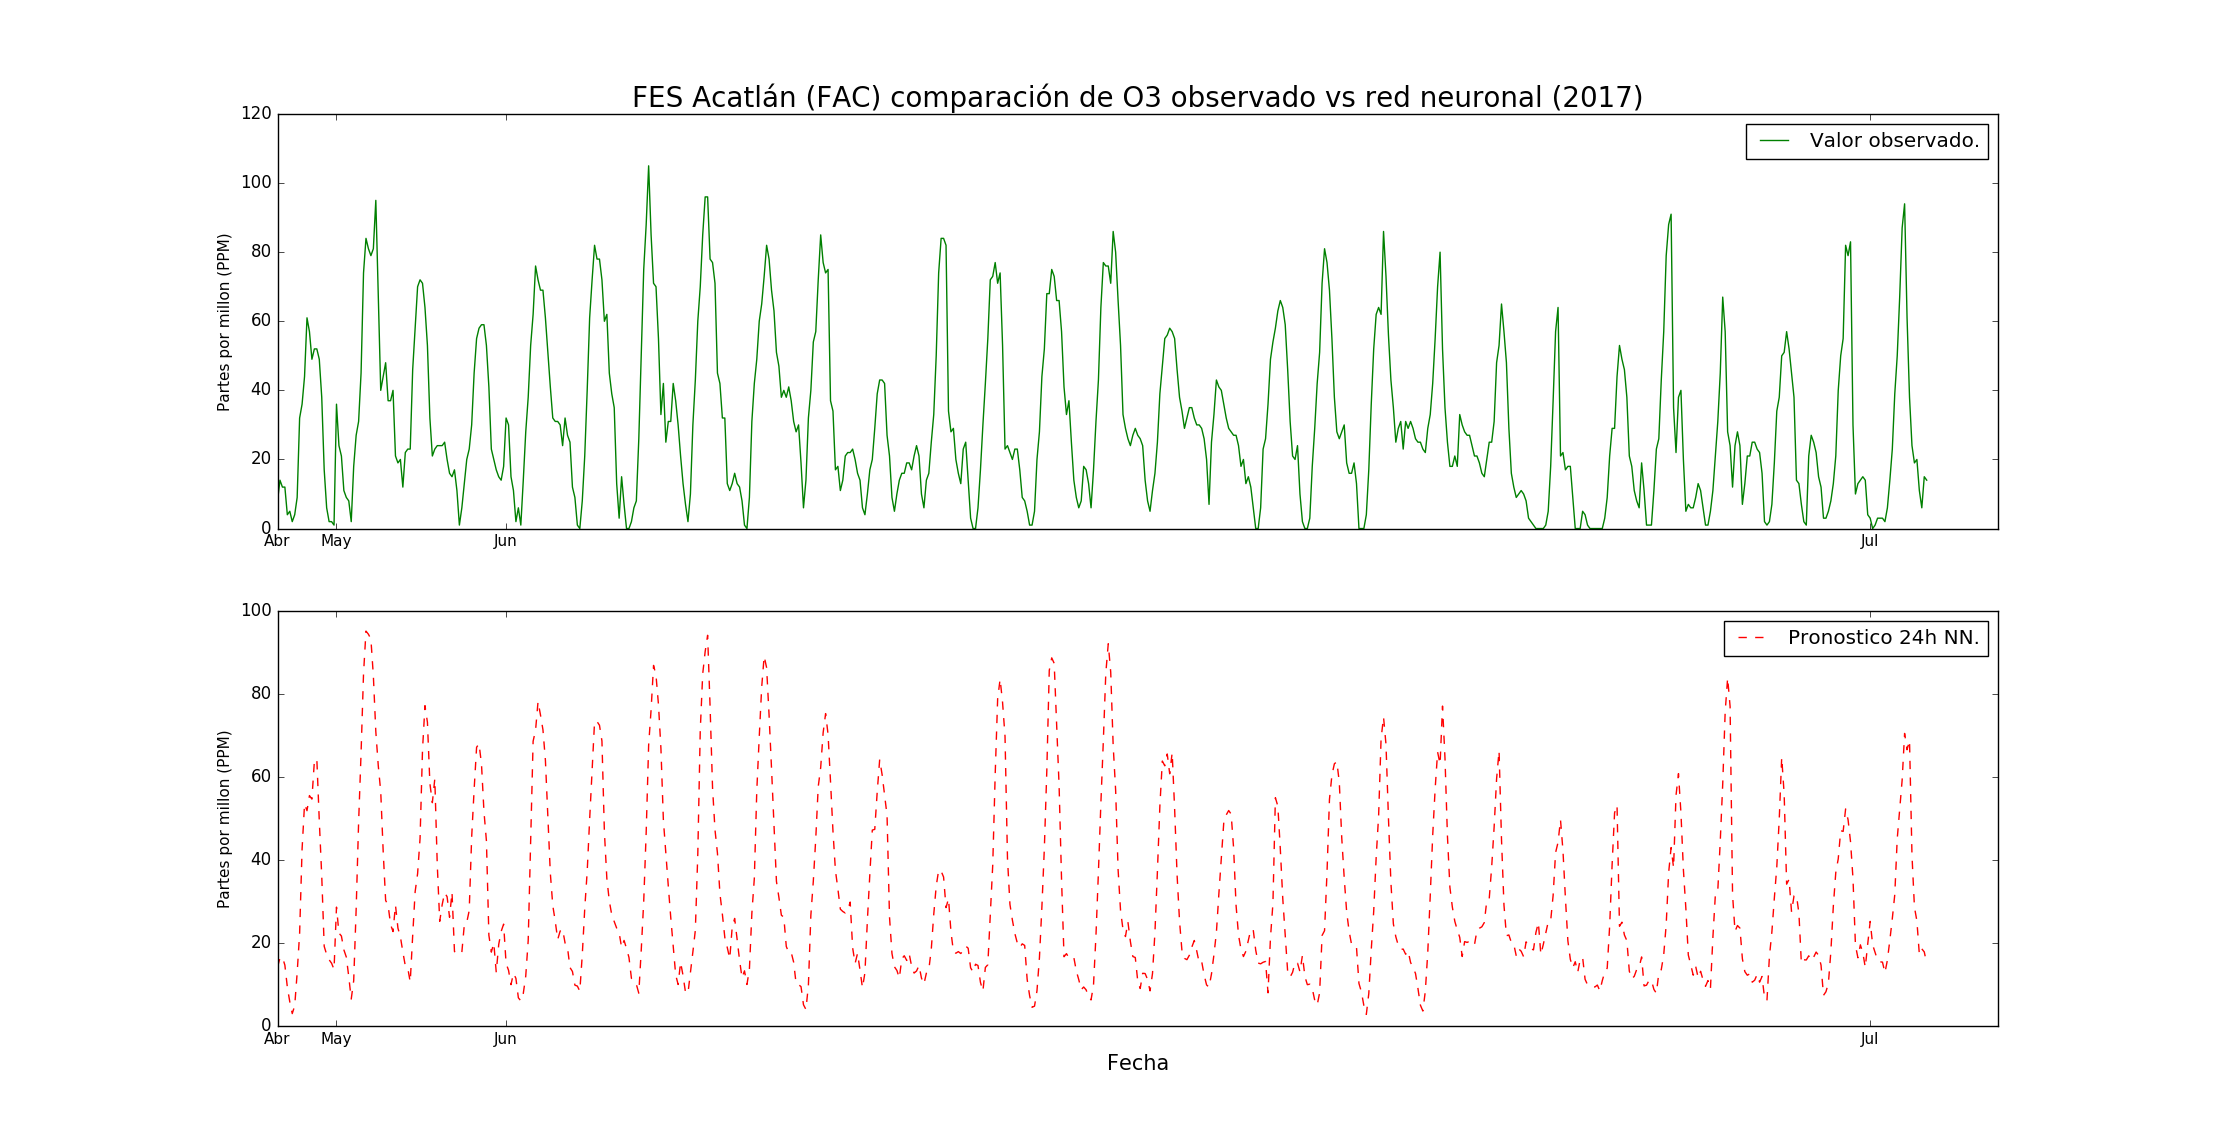 FES Acatlán (FAC) comparación de O3 observado vs red neuronal (2017)
120
100
80
60
40
20
0
Partes por millon (PPM)
Valor observado.
Abr May Jun Jul
100
80
60
40
20
0
Partes por millon (PPM)
Pronostico 24h NN.
Abr May Jun Jul
Fecha